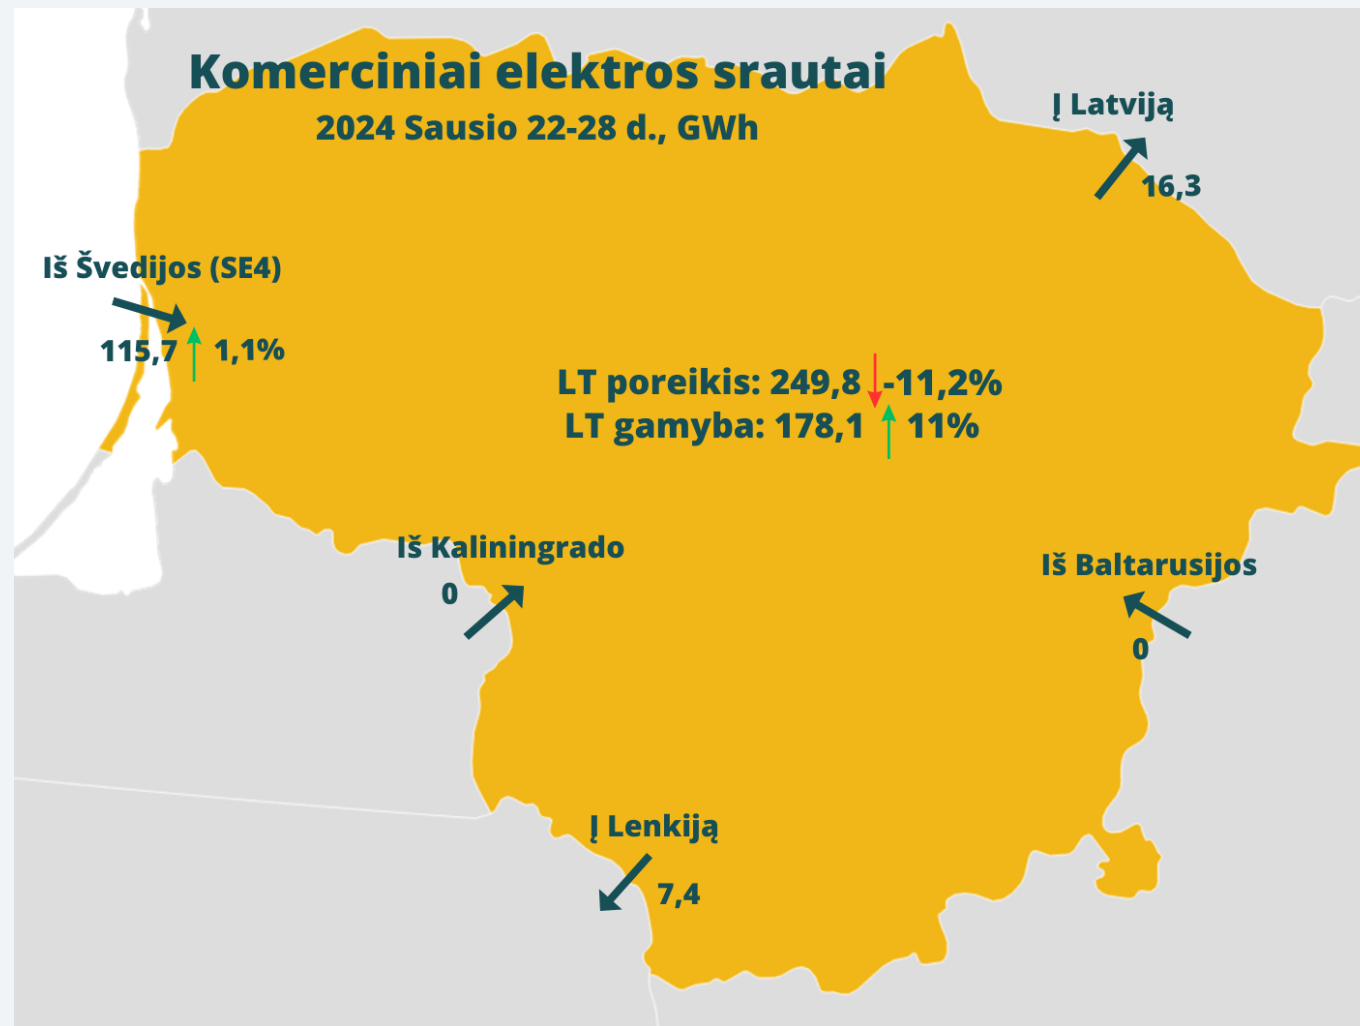 Komerciniai elektros srautai
2024 Sausio 22-28 d., GWh
Į Latviją
16,3
Iš Švedijos (SE4)
115,7 1,1%
LT poreikis: 249,8 -11,2%
LT gamyba: 178,1 11%
Iš Kaliningrado
0
Iš Baltarusijos
0
Į Lenkiją
7,4